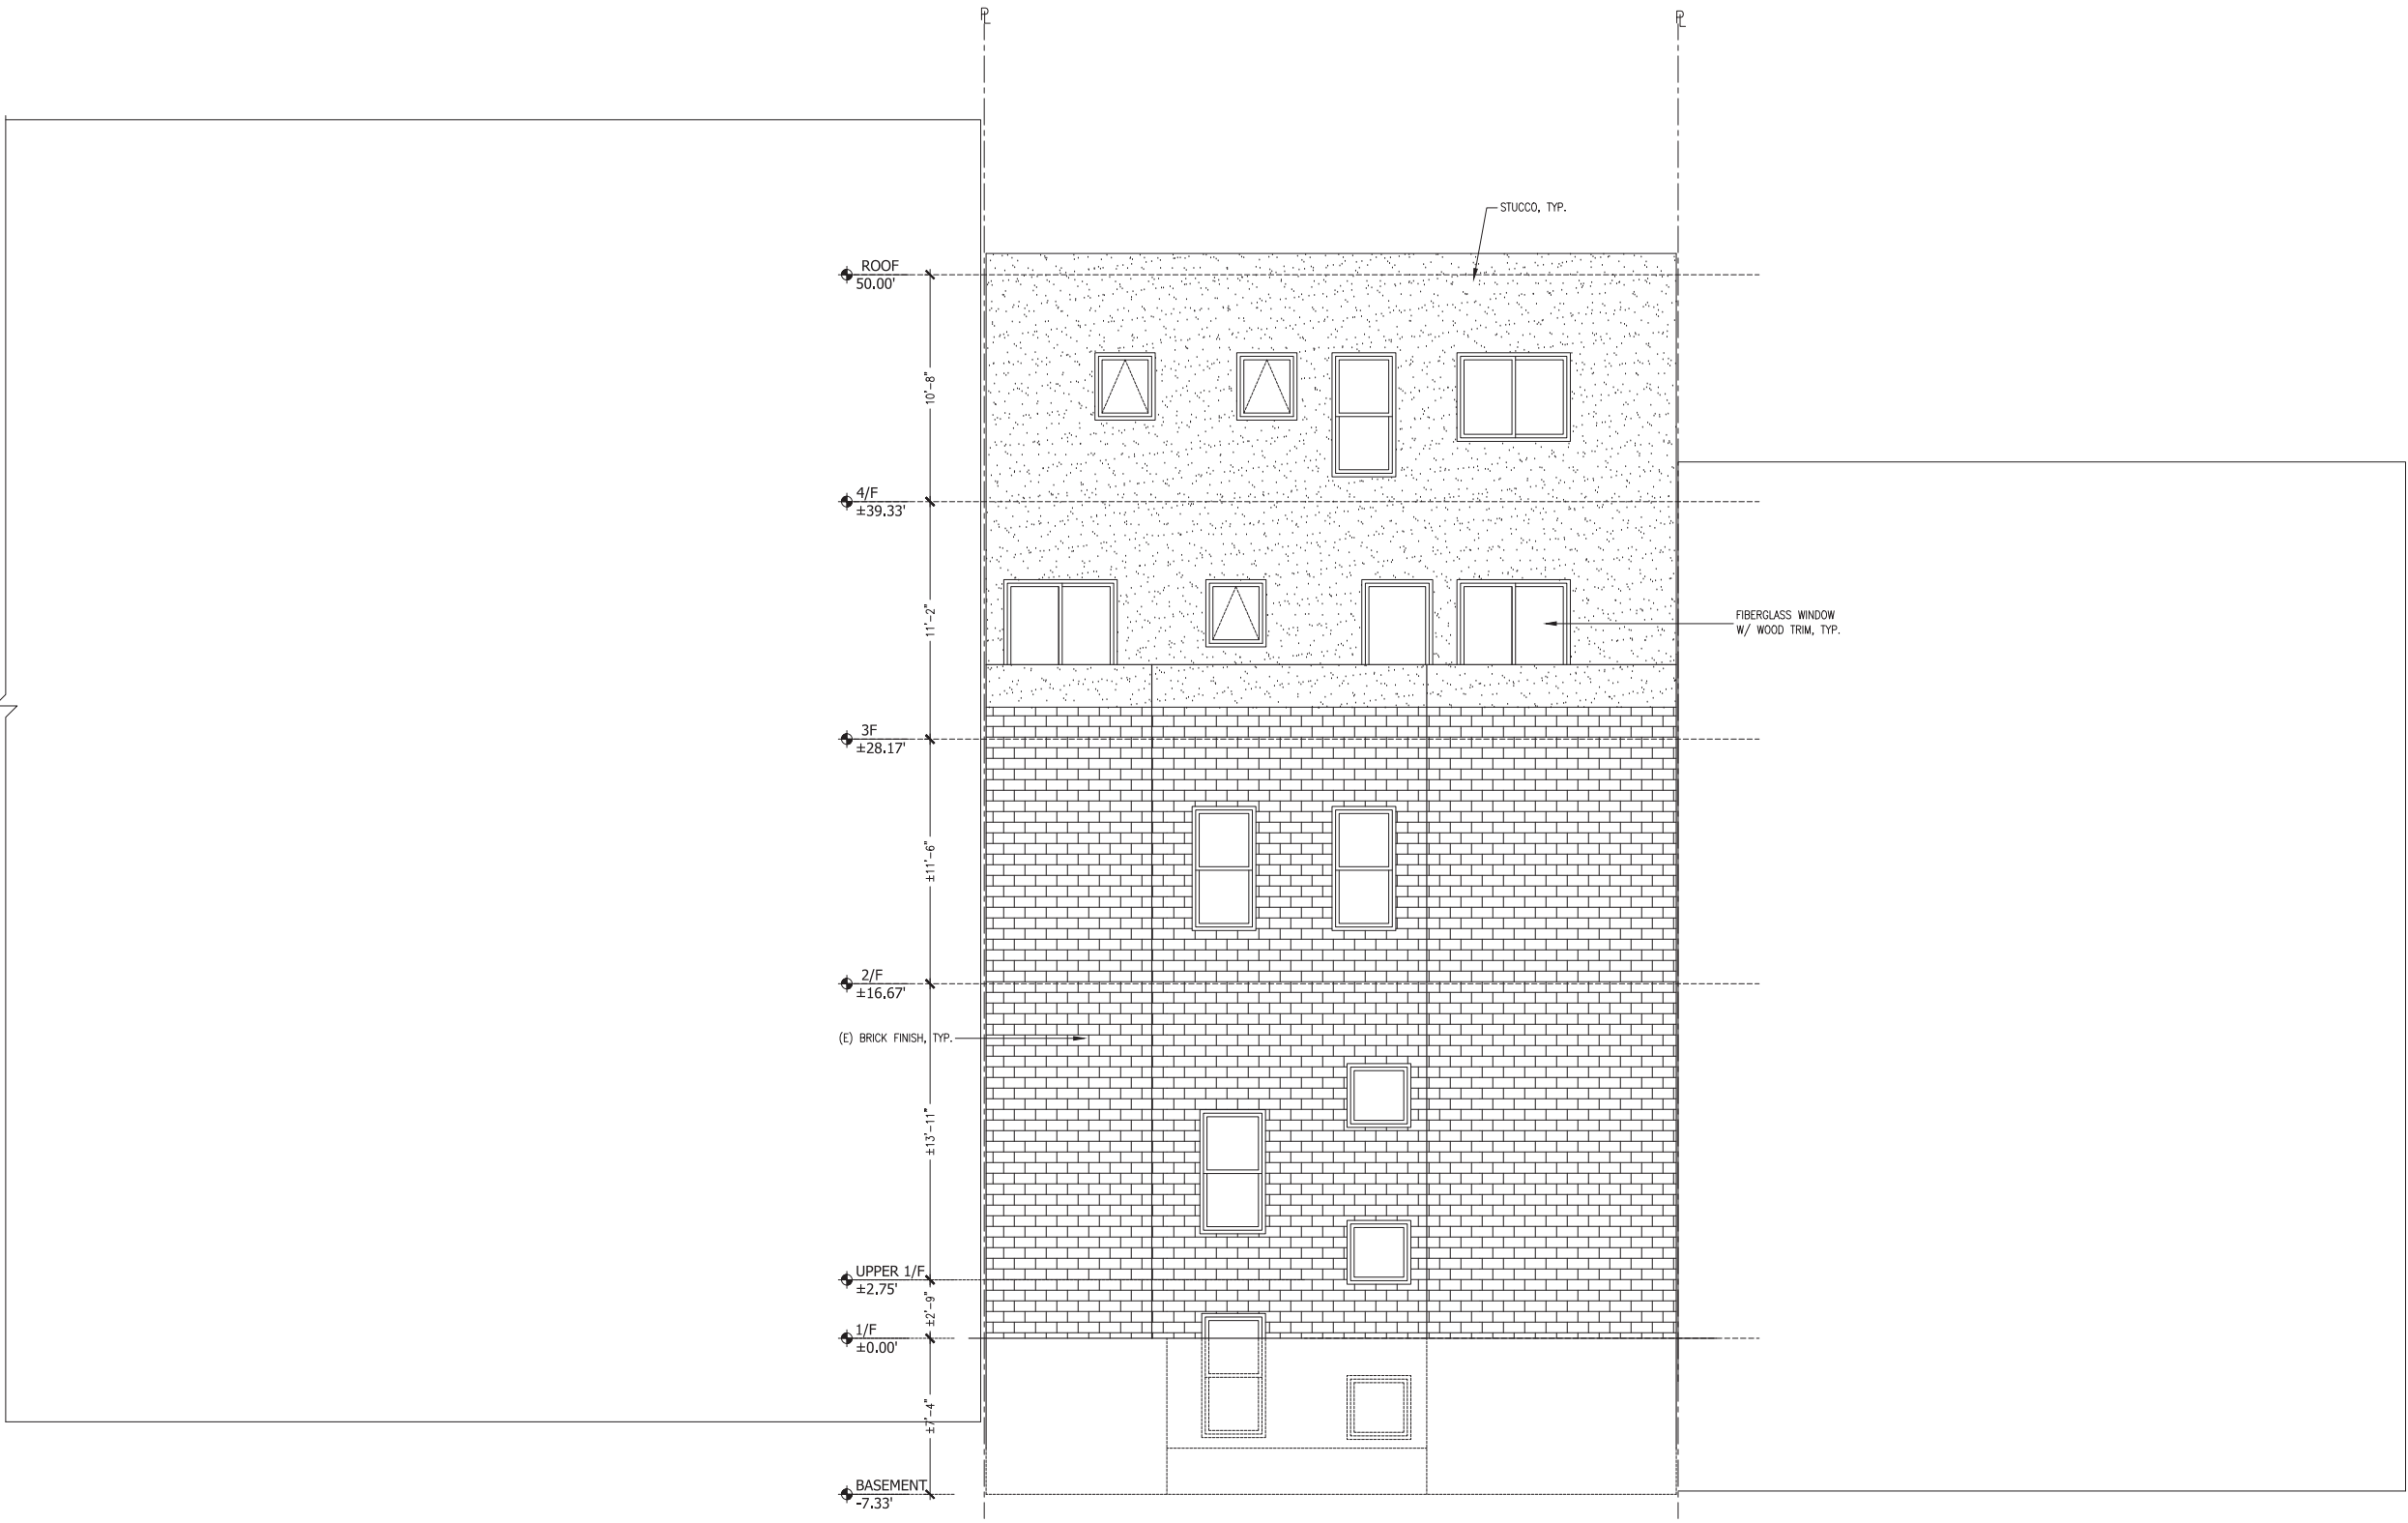 PL
PL
STUCCO, TYP.
ROOF
50.00'
10'-8"
4/F
±39.33'
11'-2"
FIBERGLASS WINDOW
W/ WOOD TRIM, TYP.
3F
±28.17'
±11'-6"
2/F
±16.67'
(E) BRICK FINISH, TYP.
±13'-11"
UPPER 1/F
±2.75'
±2'-9"
1/F
±0.00'
±7'-4"
BASEMENT
-7.33'